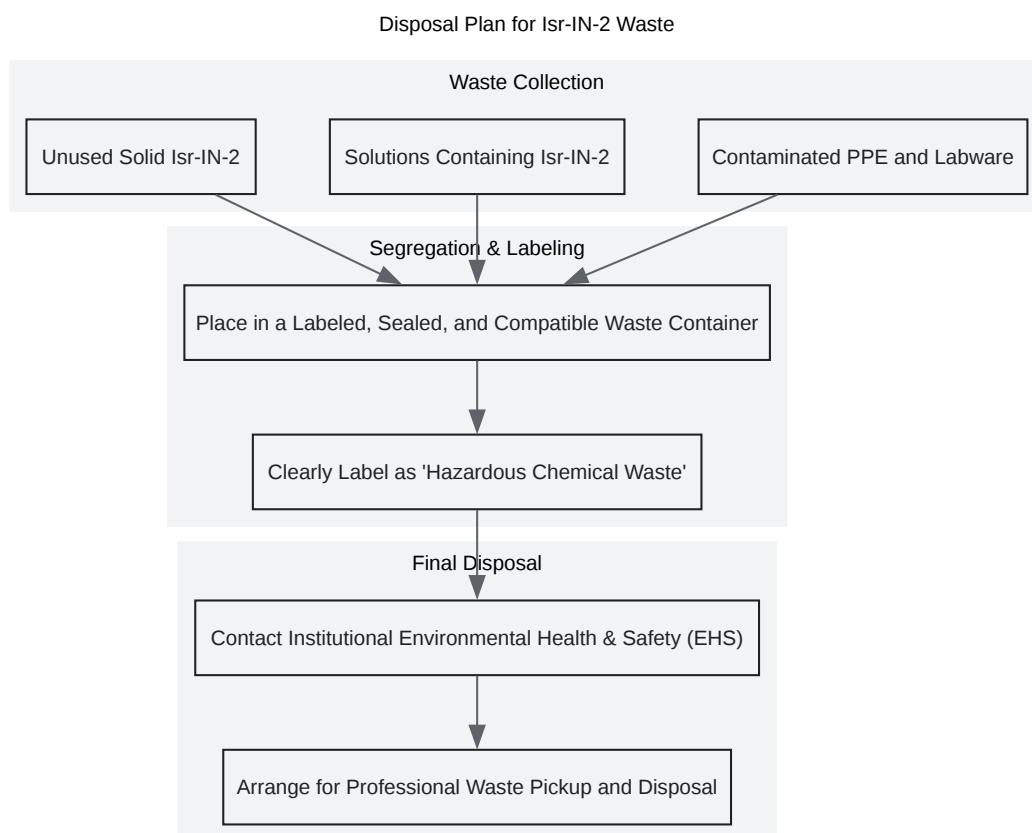 Disposal Plan for Isr-IN-2 Waste
Waste Collection
Unused Solid Isr-IN-2
Solutions Containing Isr-IN-2
Contaminated PPE and Labware
Segregation & Labeling
Place in a Labeled, Sealed, and Compatible Waste Container
Clearly Label as 'Hazardous Chemical Waste'
Final Disposal
Contact Institutional Environmental Health & Safety (EHS)
Arrange for Professional Waste Pickup and Disposal